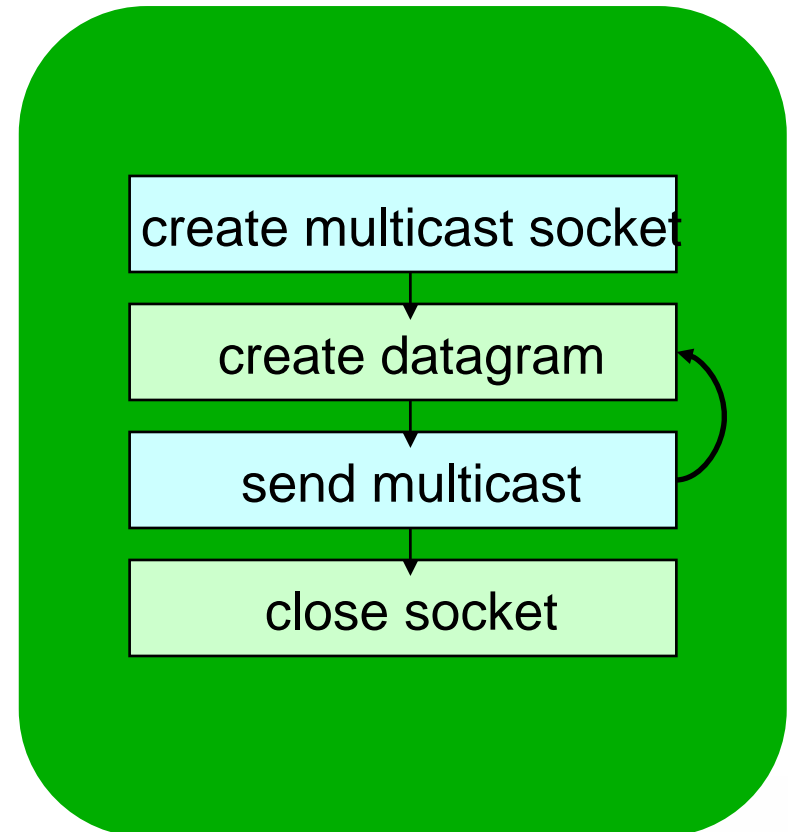 create multicast socket
create datagram
send multicast
close socket